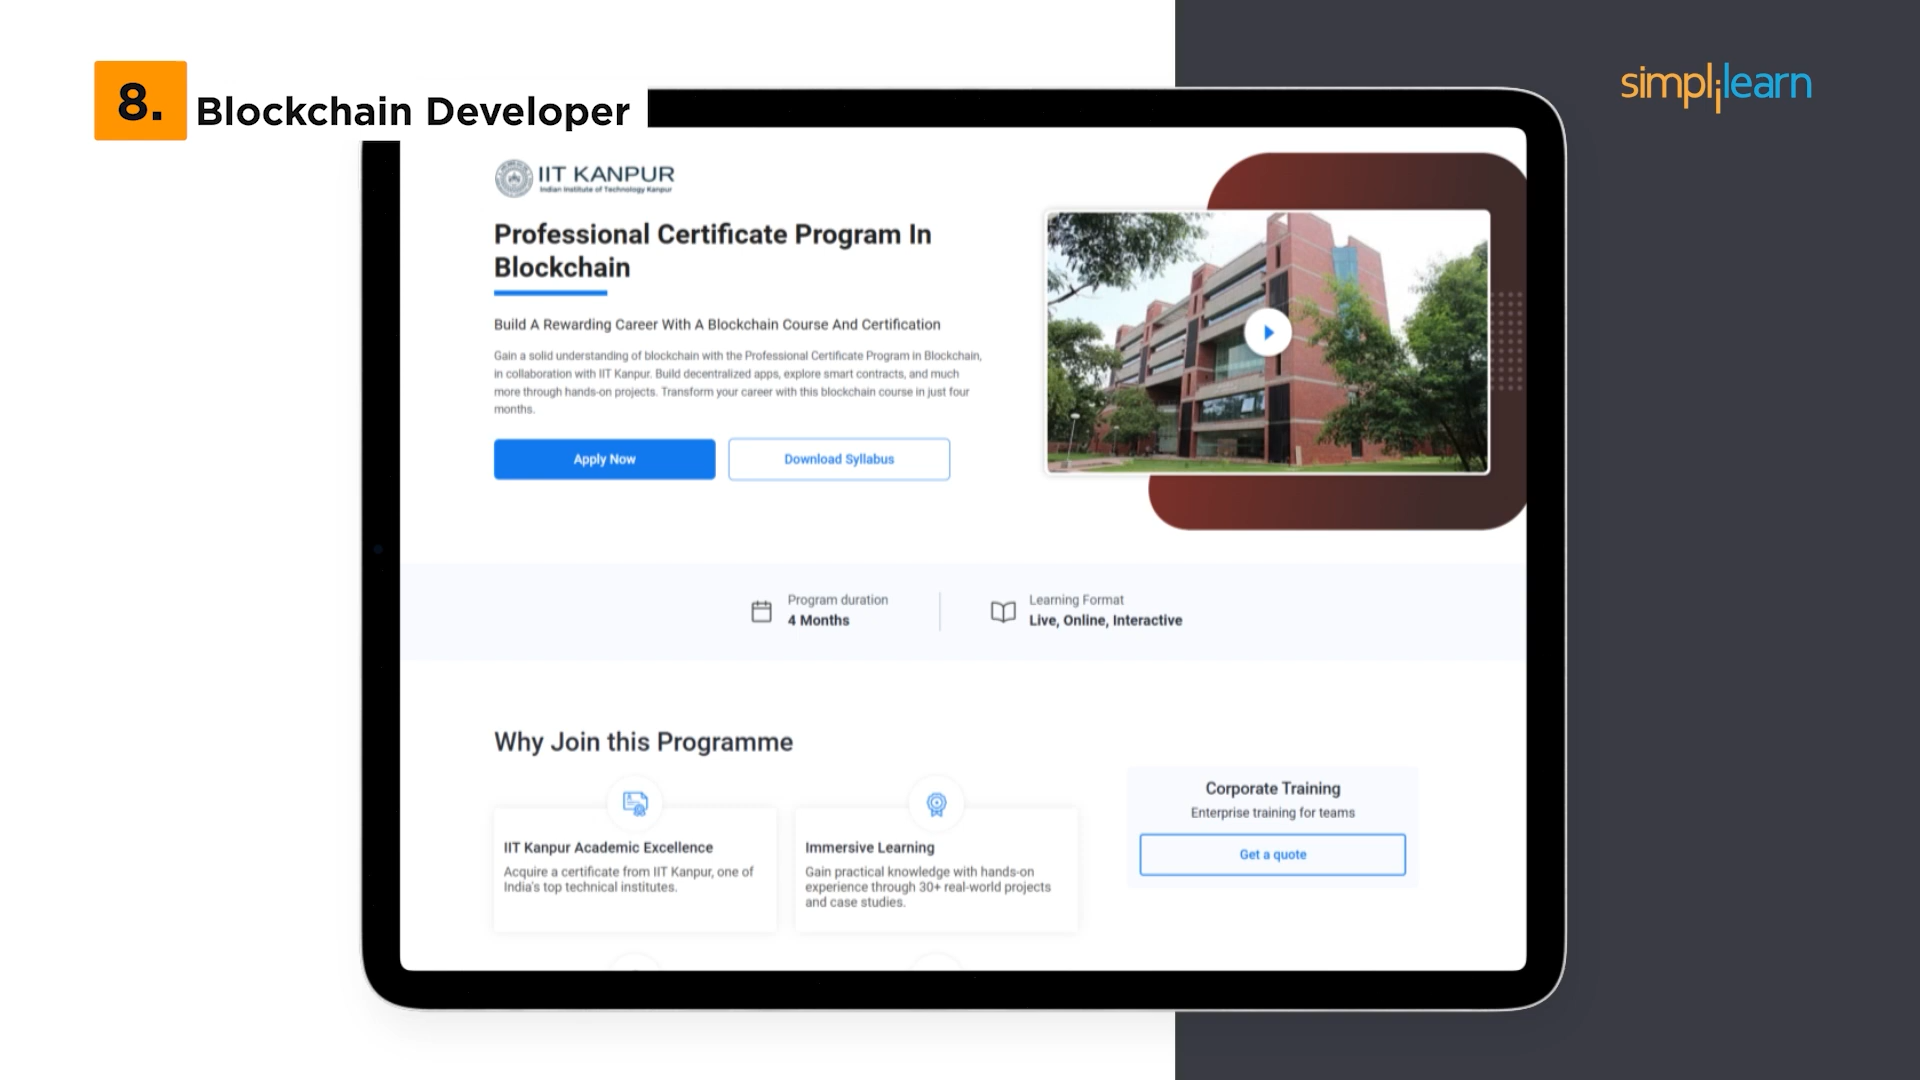 8. Blockchain Developer
simplilearn
IIT KANPUR
Indian Institute of Technology Kanpur
Professional Certificate Program In
Blockchain
Build A Rewarding Career With A Blockchain Course And Certification
Gain a solid understanding of blockchain with the Professional Certificate Program in Blockchain,
in collaboration with IIT Kanpur. Build decentralized apps, explore smart contracts, and much
more through hands-on projects. Transform your career with this blockchain course in just four
months.
Apply Now
Download Syllabus
Program duration
4 Months
Learning Format
Live, Online, Interactive
Why Join this Programme
IIT Kanpur Academic Excellence
Acquire a certificate from IIT Kanpur, one of
India's top technical institutes.
Immersive Learning
Gain practical knowledge with hands-on
experience through 30+ real-world projects
and case studies.
Corporate Training
Enterprise training for teams
Get a quote